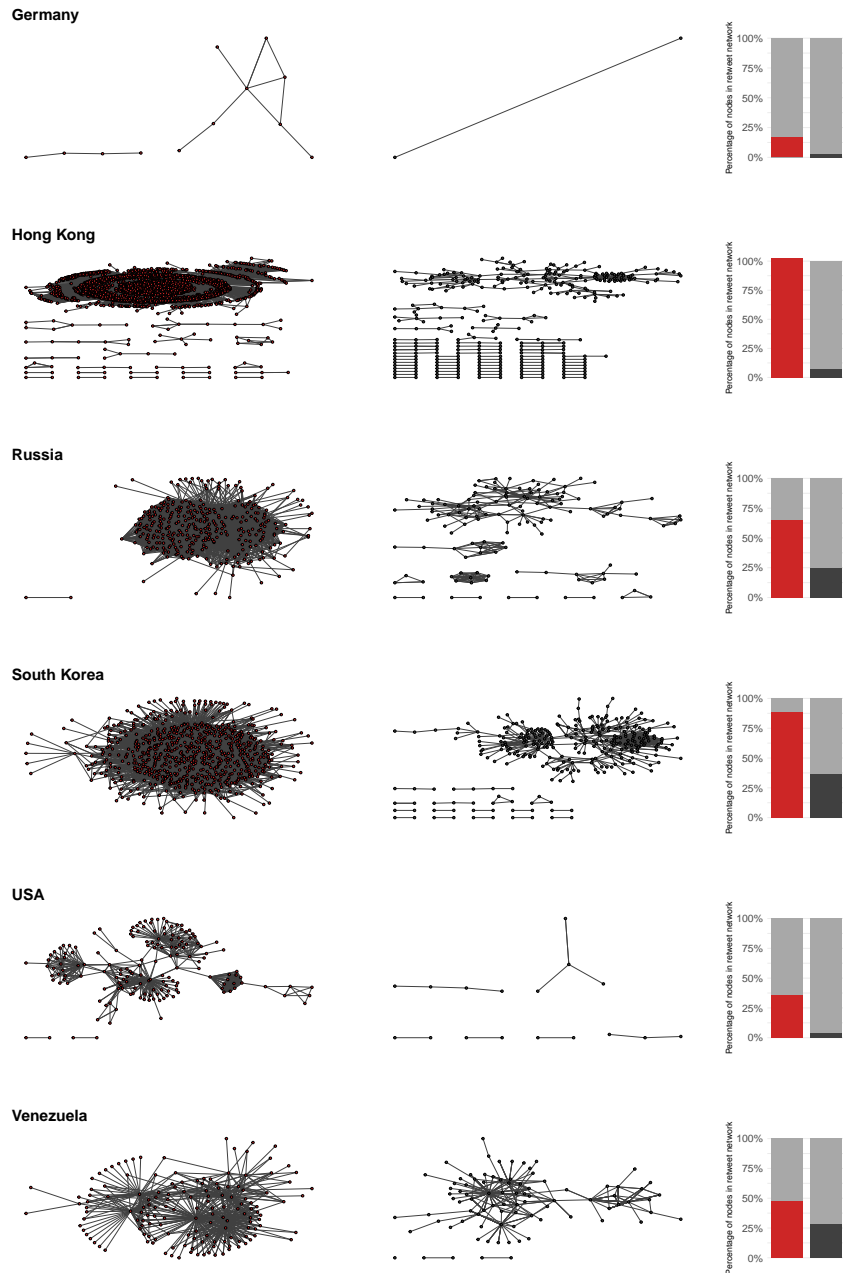 Germany
Percentage of nodes in retweet network
100%
75%
50%
25%
0%
Hong Kong
Percentage of nodes in retweet network
100%
75%
50%
25%
0%
Russia
Percentage of nodes in retweet network
100%
75%
50%
25%
0%
South Korea
Percentage of nodes in retweet network
100%
75%
50%
25%
0%
USA
Percentage of nodes in retweet network
100%
75%
50%
25%
0%
Venezuela
Percentage of nodes in retweet network
100%
75%
50%
25%
0%